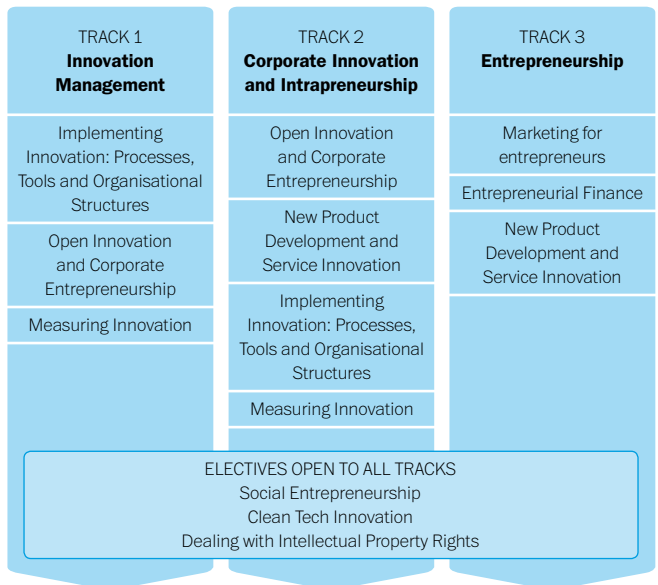 TRACK 1
Innovation
Management
Implementing
Innovation: Processes,
Tools and Organisational
Structures
Open Innovation
and Corporate
Entrepreneurship
Measuring Innovation
TRACK 2
Corporate Innovation
and Intrapreneurship
Open Innovation
and Corporate
Entrepreneurship
New Product
Development and
Service Innovation
Implementing
Innovation: Processes,
Tools and Organisational
Structures
Measuring Innovation
TRACK 3
Entrepreneurship
Marketing for
entrepreneurs
Entrepreneurial Finance
New Product
Development and
Service Innovation
ELECTIVES OPEN TO ALL TRACKS
Social Entrepreneurship
Clean Tech Innovation
Dealing with Intellectual Property Rights